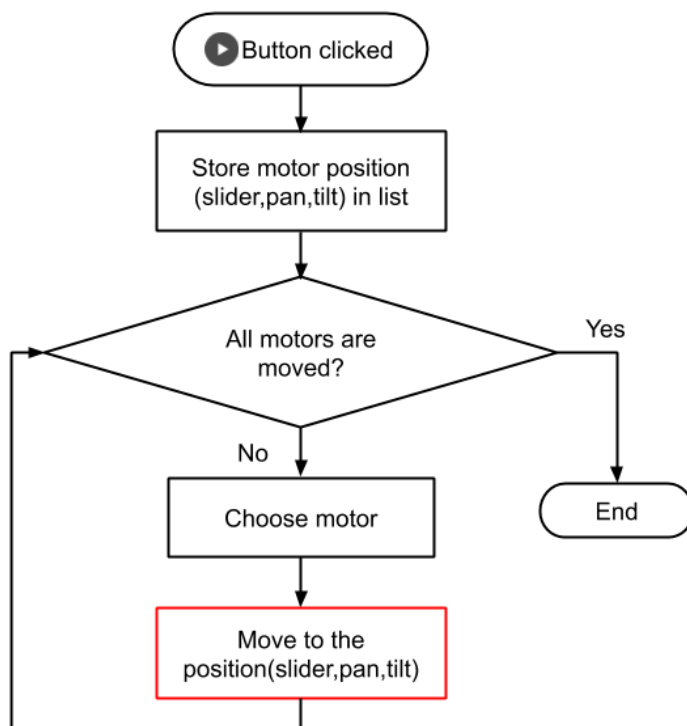 Button clicked
Store motor position
(slider,pan,tilt) in list
All motors are
moved?
Yes
No
Choose motor
End
Move to the
position(slider,pan,tilt)